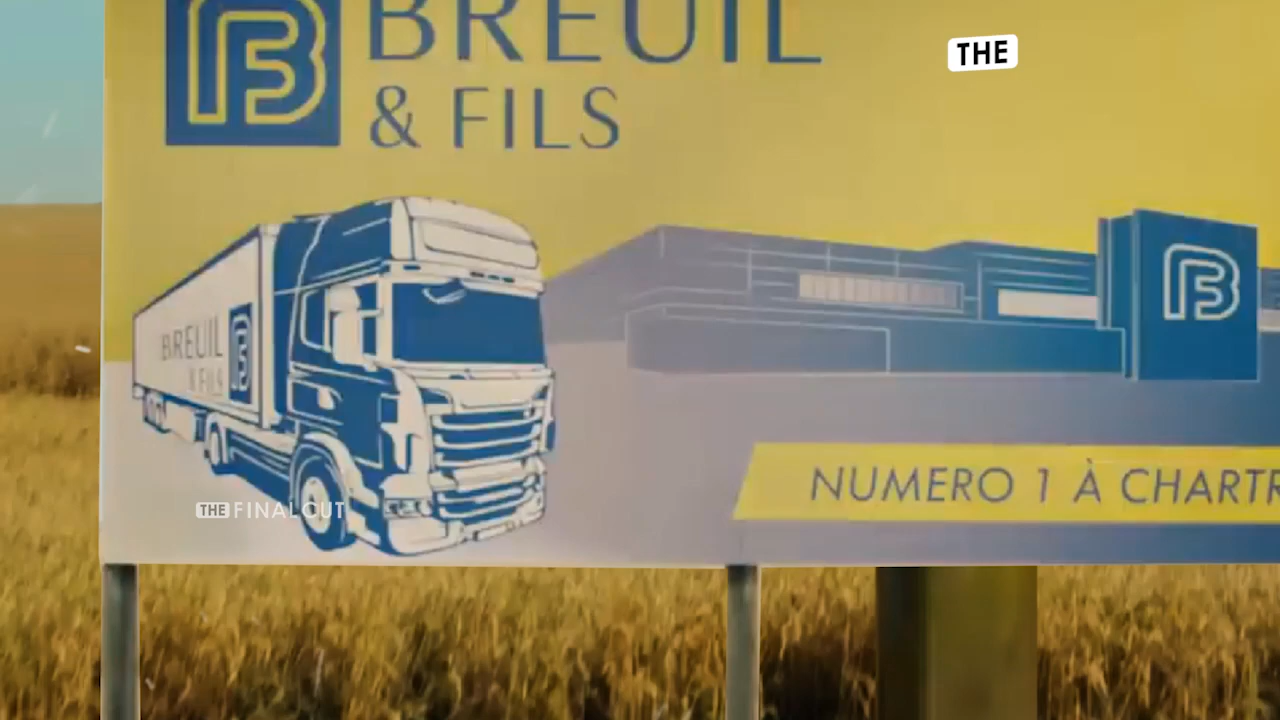 BREUIL
THE
& FILS
BREUIL
& FILS
NUMERO 1 À CHARTR
THE FINAL CUT